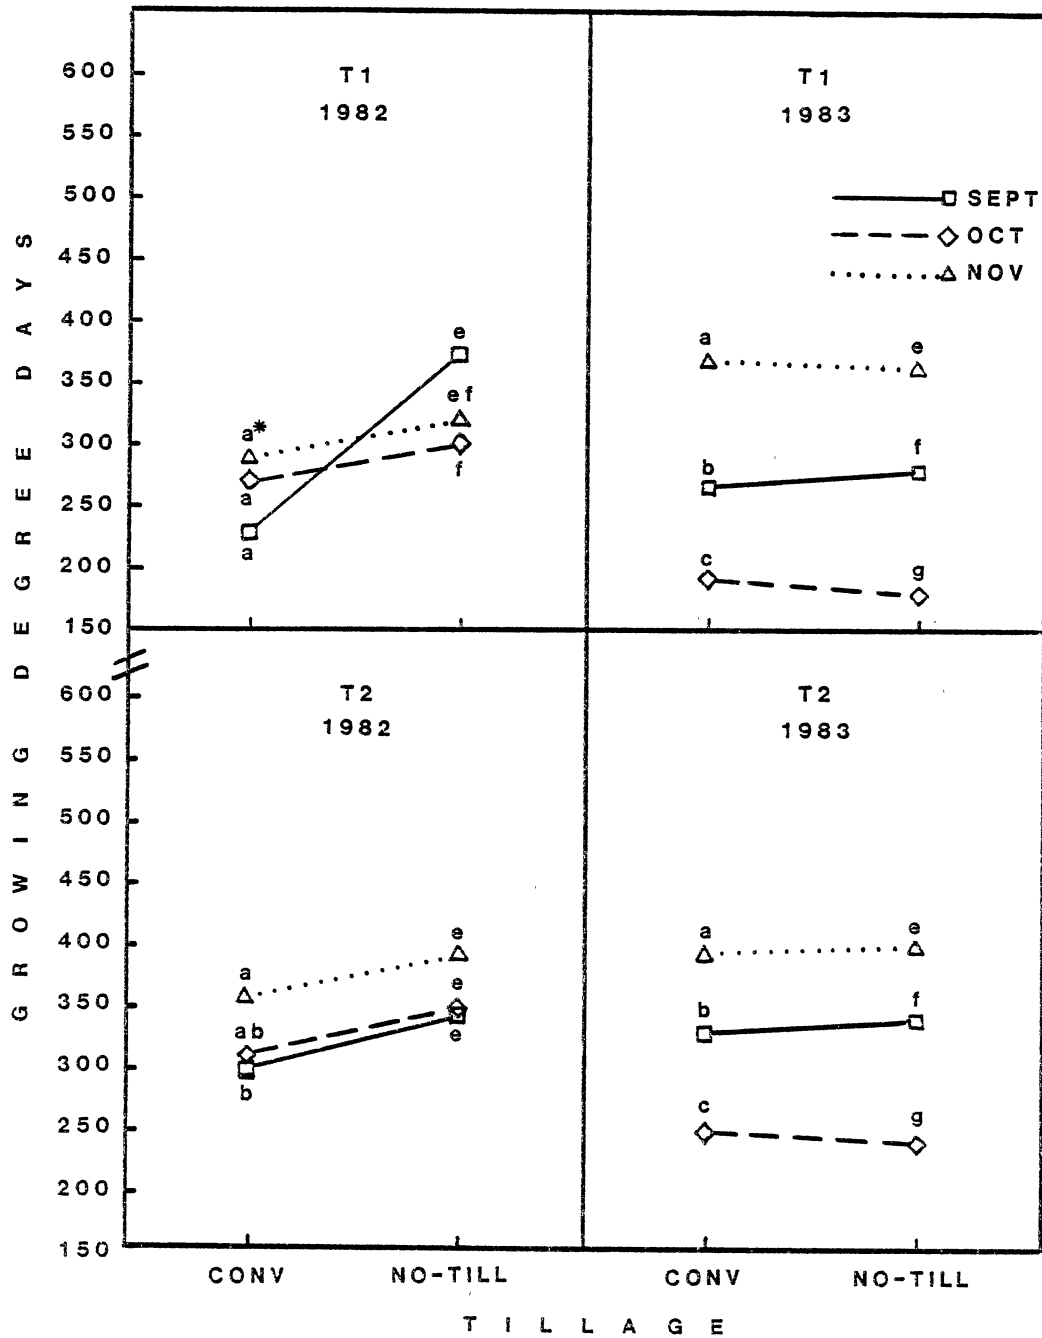 T1
1982
T1
1983
600
550
500
450
400
350
300
250
200
150
SEPT
OCT
NOV
e
ef
f
a*
a
a
a
e
b
f
c
g
T2
1982
T2
1983
600
550
500
450
400
350
300
250
200
150
a
e
ab
e
b
e
a
e
b
f
c
g
GROWING DEGREE DAYS
CONV NO-TILL CONV NO-TILL
TILLAGE